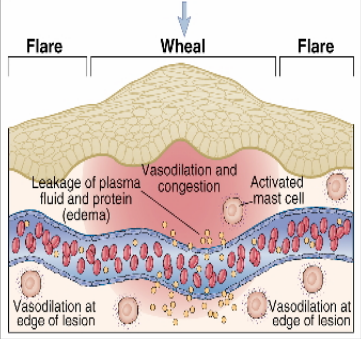 Flare
Wheal
Flare
Vasodilation and
congestion
Leakage of plasma
fluid and protein
(edema)
Activated
mast cell
Vasodilation at
edge of lesion
Vasodilation at
edge of lesion